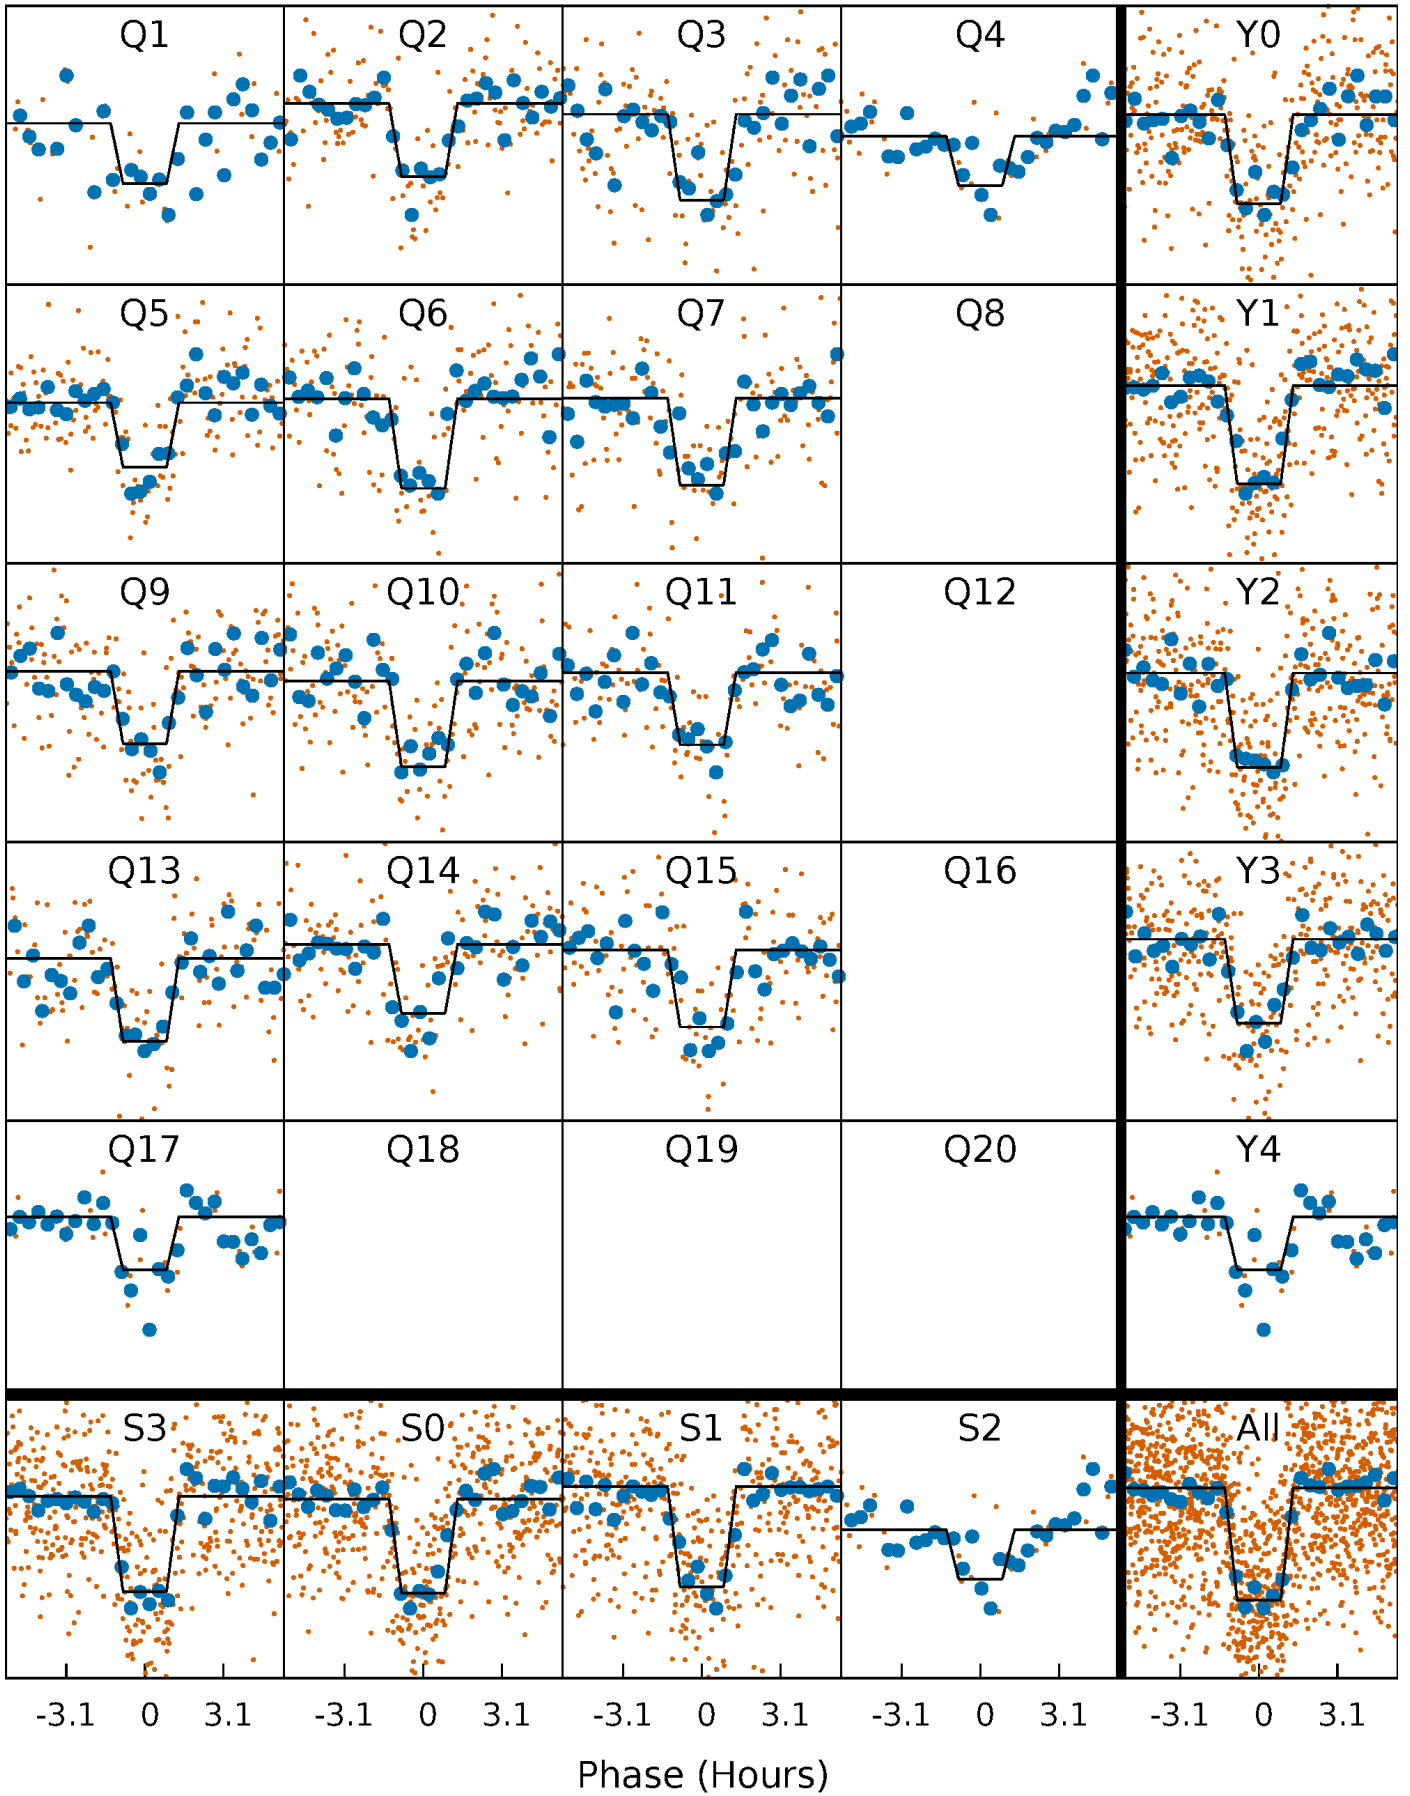 Q1 Q2 Q3 Q4 Y0
Q5 Q6 Q7 Q8 Y1
Q9 Q10 Q11 Q12 Y2
Q13 Q14 Q15 Q16 Y3
Q17 Q18 Q19 Q20 Y4
S3 S0 S1 S2 All
-3.1 0 3.1 -3.1 0 3.1 -3.1 0 3.1 -3.1 0 3.1 -3.1 0 3.1
Phase (Hours)